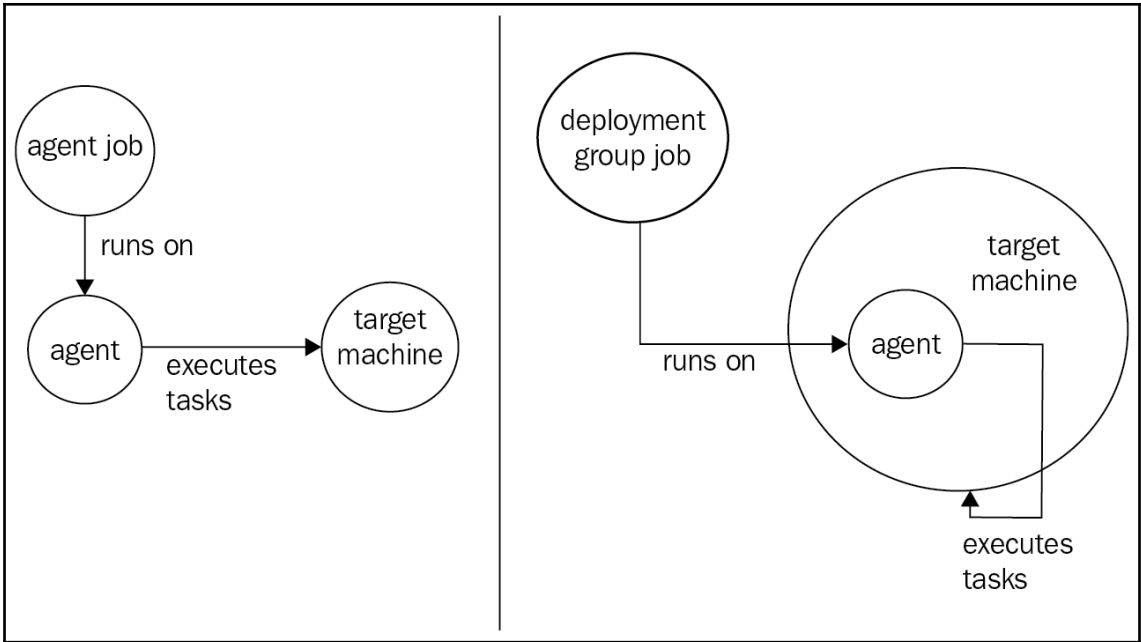 agent job
runs on
agent
executes
tasks
target
machine
deployment
group job
runs on
target
machine
agent
executes
tasks